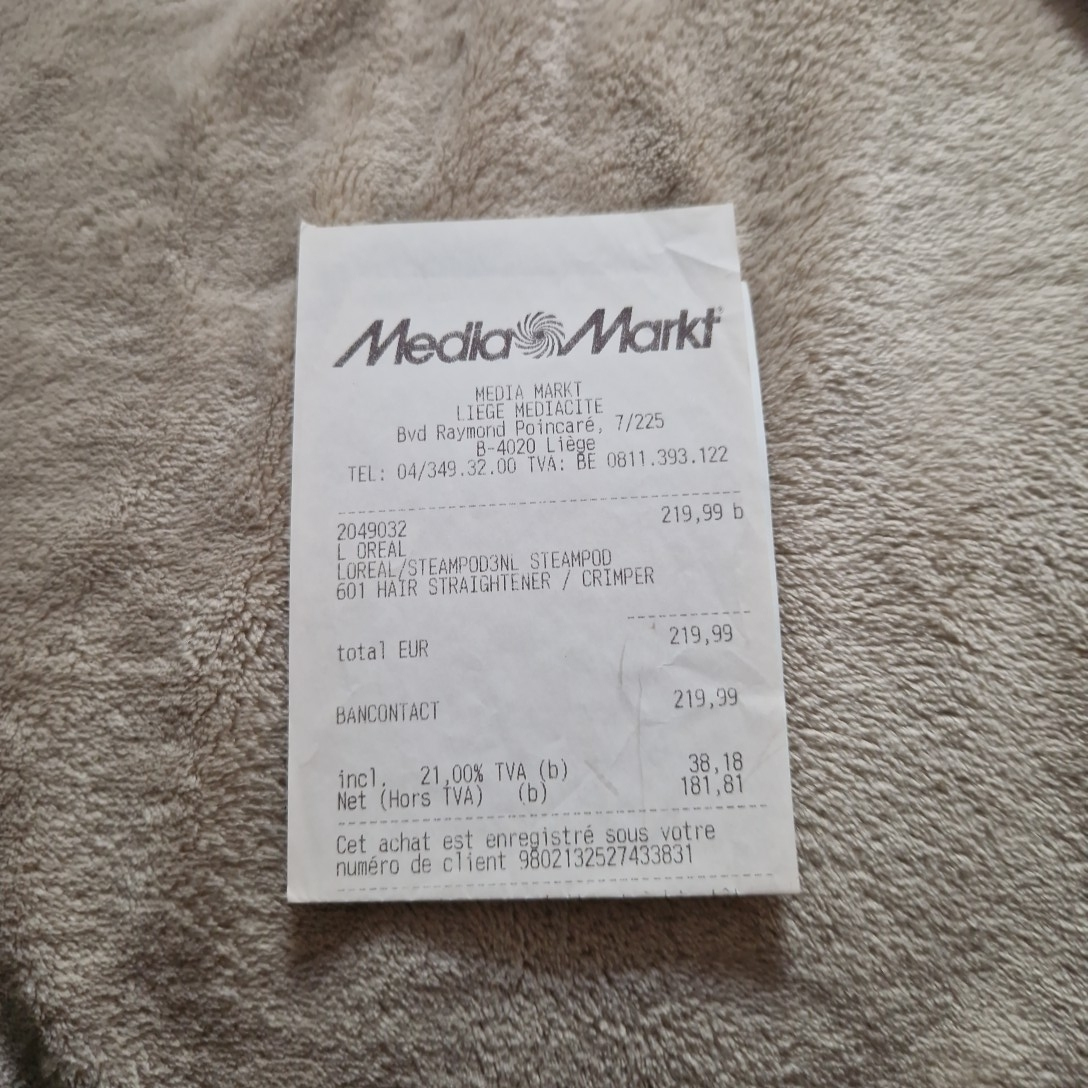 Media Markt
MEDIA MARKT
LIEGE MEDIACITE
Bvd Raymond Poincaré, 7/225
B-4020 Liège
TEL: 04/349.32.00 TVA: BE 0811.393.122
2049032 219,99 b
L OREAL
LOREAL/STEAMPOD3NL STEAMPOD
601 HAIR STRAIGHTENER / CRIMPER
total EUR 219,99
BANCONTACT 219,99
incl. 21,00% TVA (b) 38,18
Net (Hors TVA) (b) 181,81
Cet achat est enregistré sous votre
numéro de client 9802132527433831